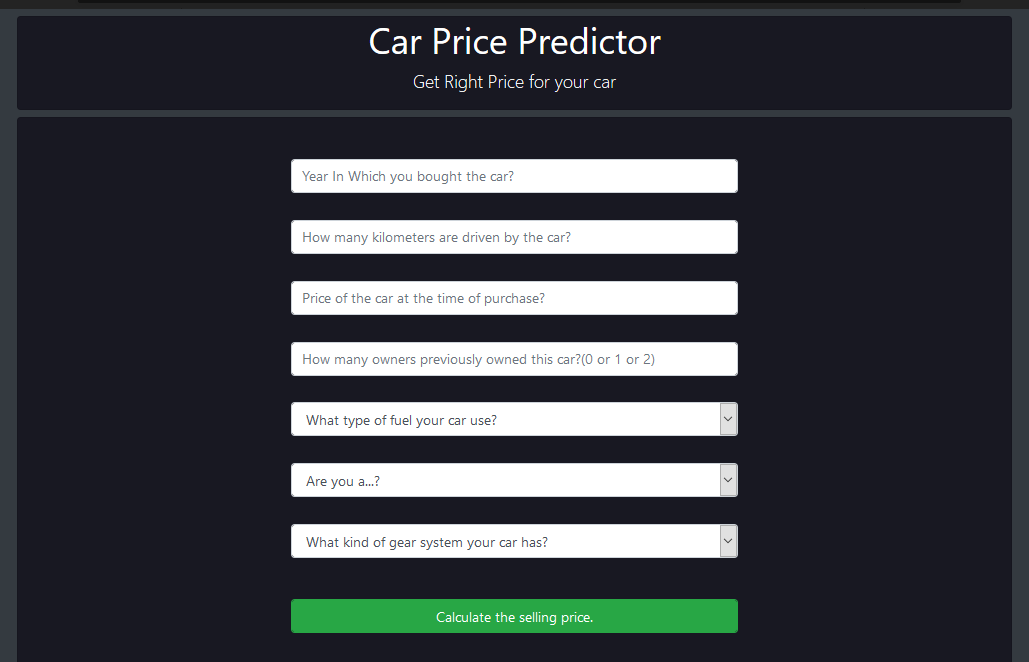 Car Price Predictor
Get Right Price for your car
Year In Which you bought the car?
How many kilometers are driven by the car?
Price of the car at the time of purchase?
How many owners previously owned this car?(0 or 1 or 2)
What type of fuel your car use?
Are you a...?
What kind of gear system your car has?
Calculate the selling price.